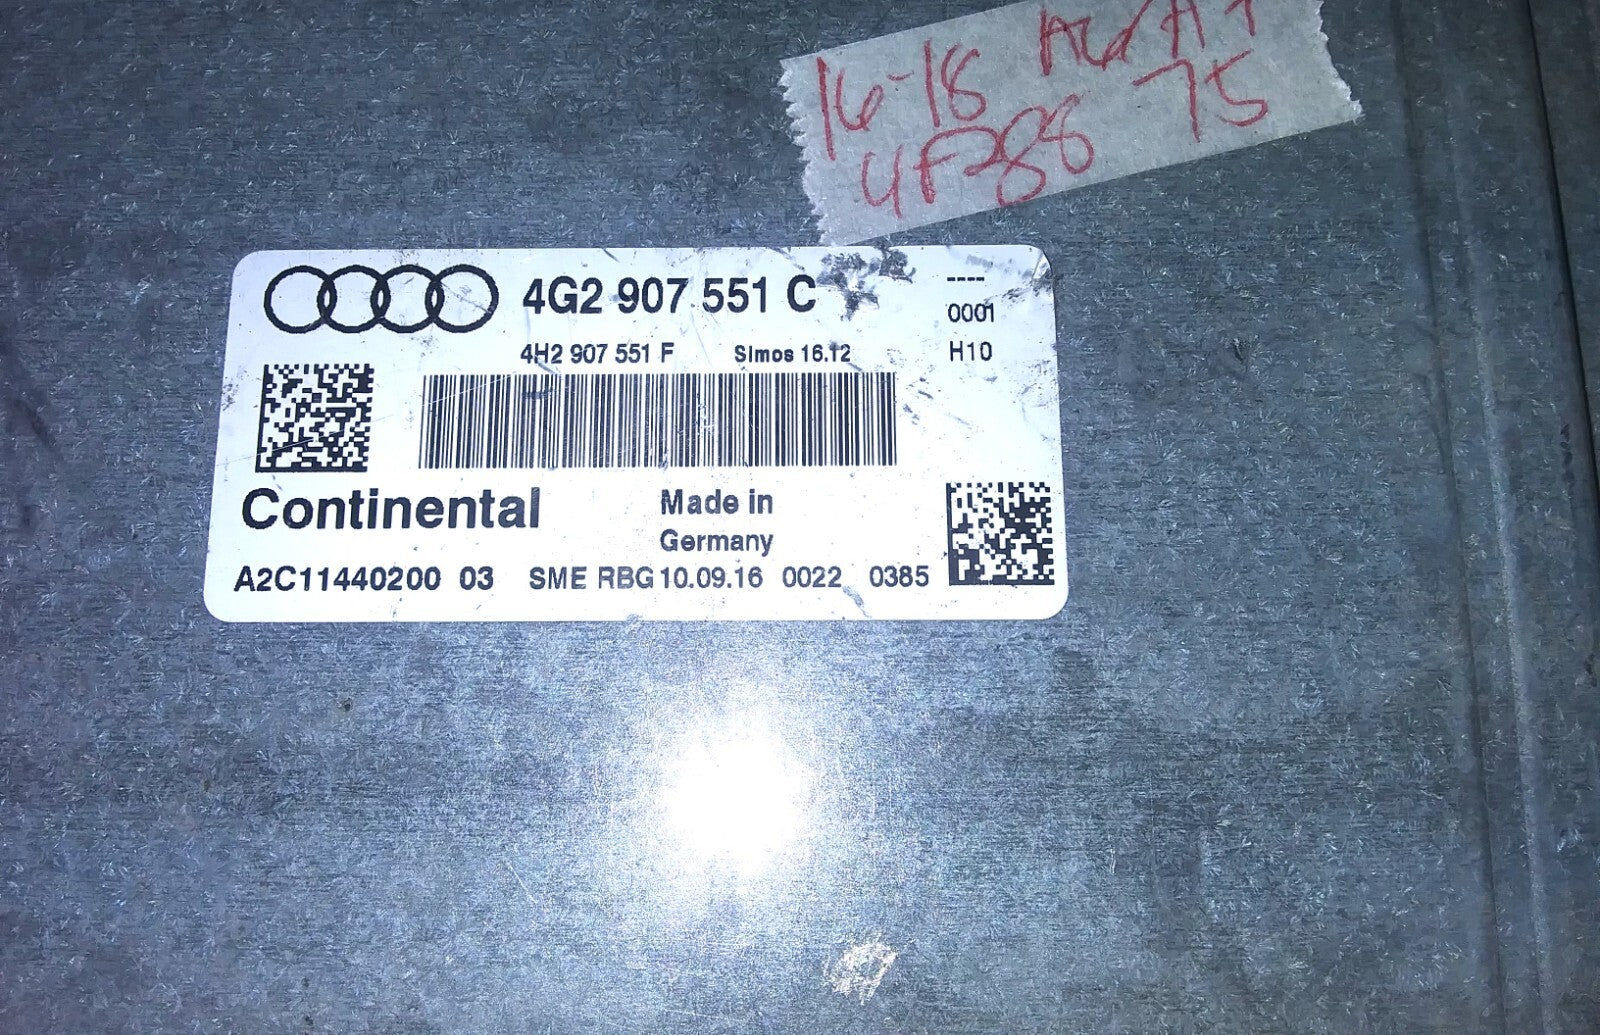 16-18 A6/A7
4F288 75
4G2 907 551 C
----
0001
4H2 907 551 F Simos 16.12 H10
Continental
Made in
Germany
A2C11440200 03 SME RBG 10.09.16 0022 0385